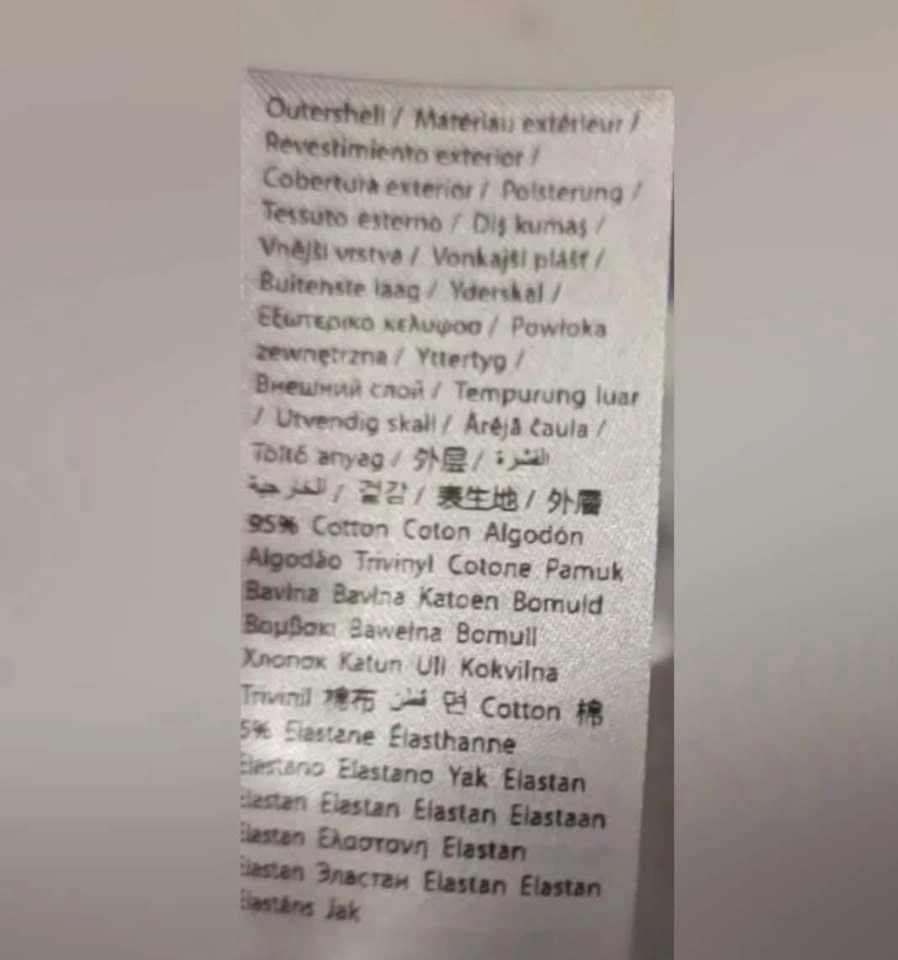 Outershell / Matériau extérieur /
Revestimiento exterior /
Cobertura exterior / Polsterung /
Tessuto esterno / Dış kumaş /
Vnější vrstva / Vonkajší plášť /
Buitenste laag / Yderskal /
Εξωτερικο κελυφοσ / Powłoka
zewnętrzna / Yttertyg /
Внешний слой / Tempurung luar
/ Utvendig skall / Ārējā čaula /
Töltő anyag / 外层 / القشرة
الخارجية / 겉감 / 表生地 / 外層
95% Cotton Coton Algodón
Algodão Trivinyl Cotone Pamuk
Bavlna Bavlna Katoen Bomuld
Βαμβακι Bawełna Bomull
Хлопок Katun Ull Kokvilna
Trivinil 棉布 قطن 면 Cotton 棉
5% Elastane Élasthanne
Elastano Elastano Yak Elastan
Elastan Elastan Elastan Elastaan
Elastan Ελαστανη Elastan
Elastan Эластан Elastan Elastan
Elastāns Jak